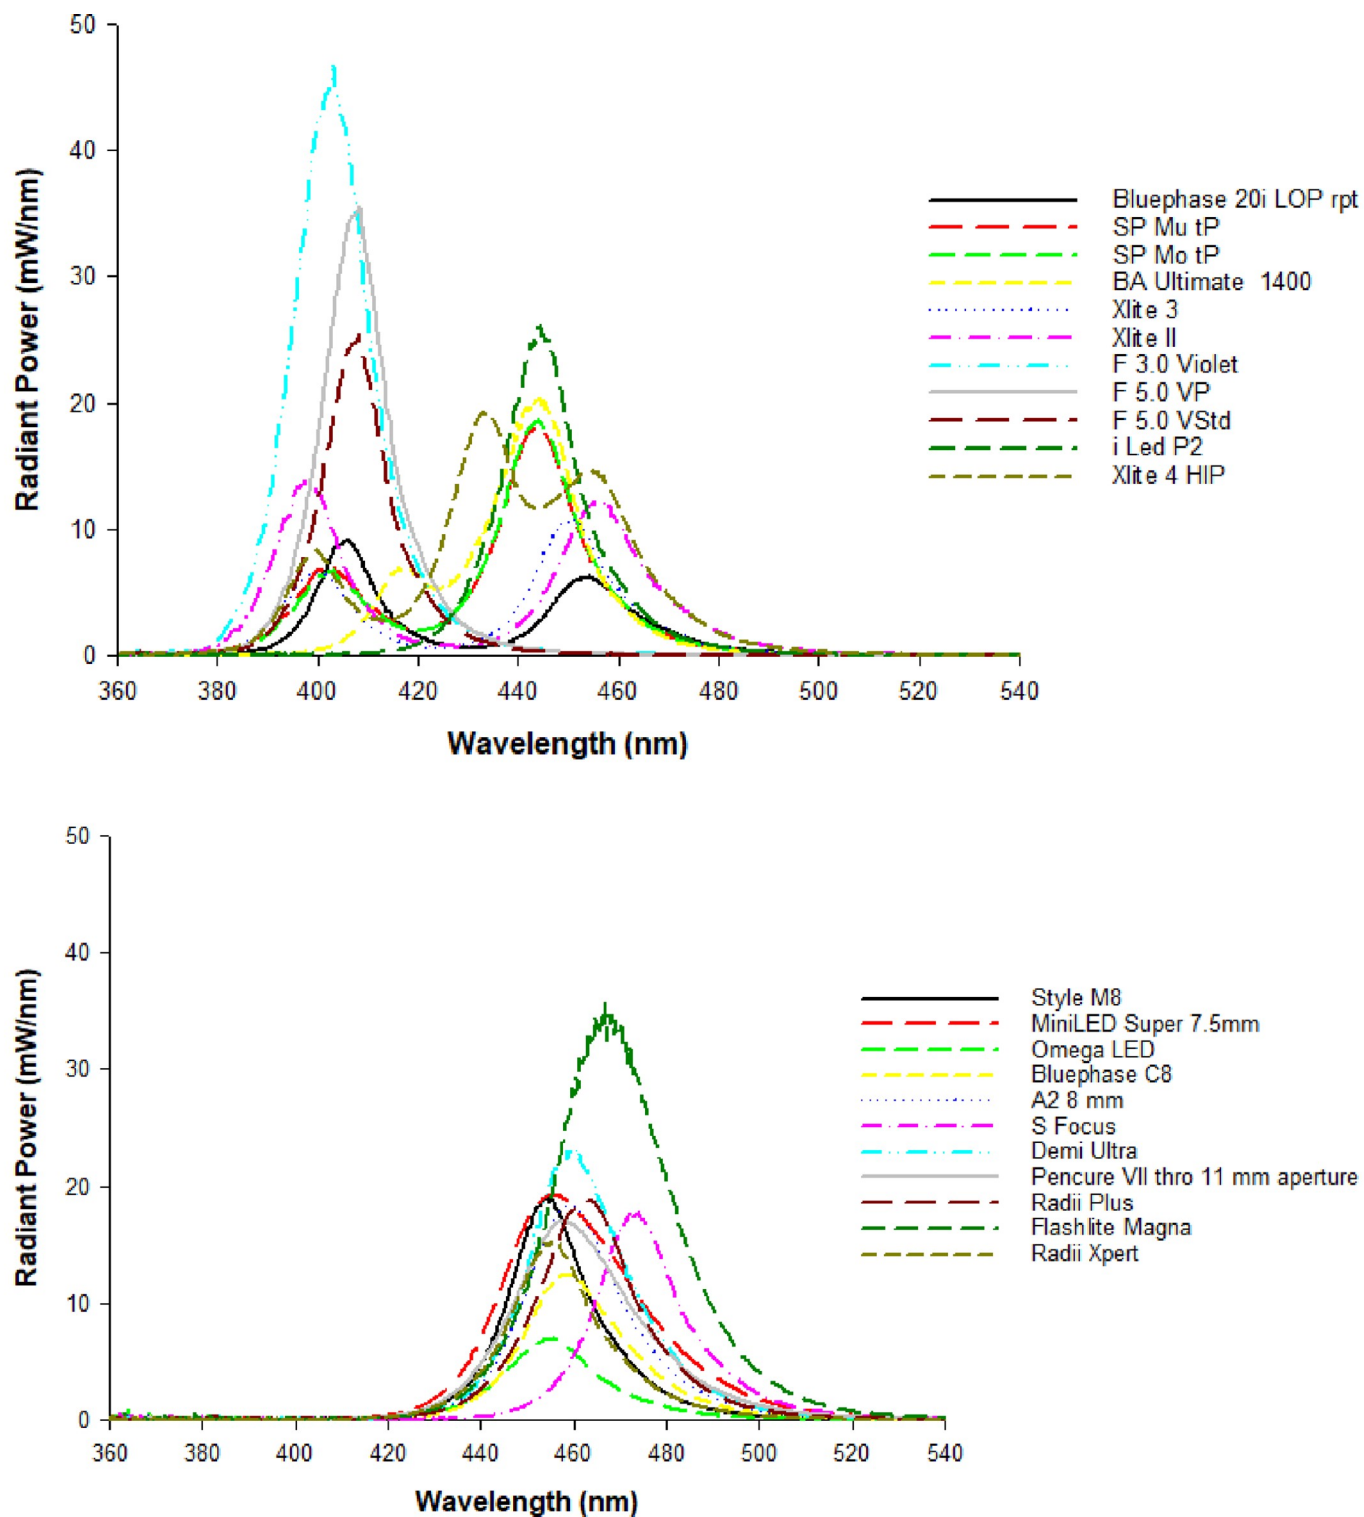 50
40
30
20
10
0
Radiant Power (mW/nm)
360 380 400 420 440 460 480 500 520 540
Wavelength (nm)
Bluephase 20i LOP rpt
SP Mu tP
SP Mo tP
BA Ultimate 1400
Xlite 3
Xlite II
F 3.0 Violet
F 5.0 VP
F 5.0 VStd
i Led P2
Xlite 4 HIP
50
40
30
20
10
0
Radiant Power (mW/nm)
360 380 400 420 440 460 480 500 520 540
Wavelength (nm)
Style M8
MiniLED Super 7.5mm
Omega LED
Bluephase C8
A2 8 mm
S Focus
Demi Ultra
Pencure VII thro 11 mm aperture
Radii Plus
Flashlite Magna
Radii Xpert